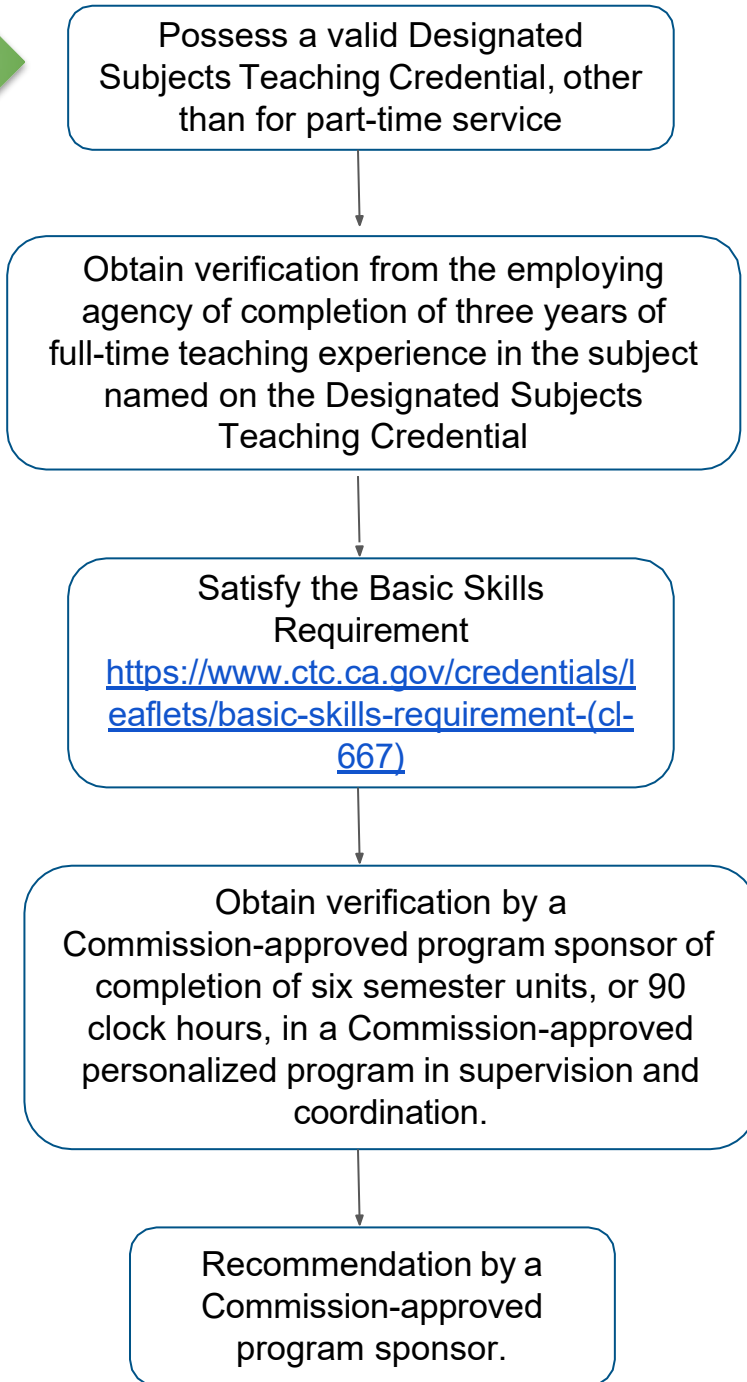 Possess a valid Designated
Subjects Teaching Credential, other
than for part-time service
Obtain verification from the employing
agency of completion of three years of
full-time teaching experience in the subject
named on the Designated Subjects
Teaching Credential
Satisfy the Basic Skills
Requirement
https://www.ctc.ca.gov/credentials/l
eaflets/basic-skills-requirement-(cl-
667)
Obtain verification by a
Commission-approved program sponsor of
completion of six semester units, or 90
clock hours, in a Commission-approved
personalized program in supervision and
coordination.
Recommendation by a
Commission-approved
program sponsor.